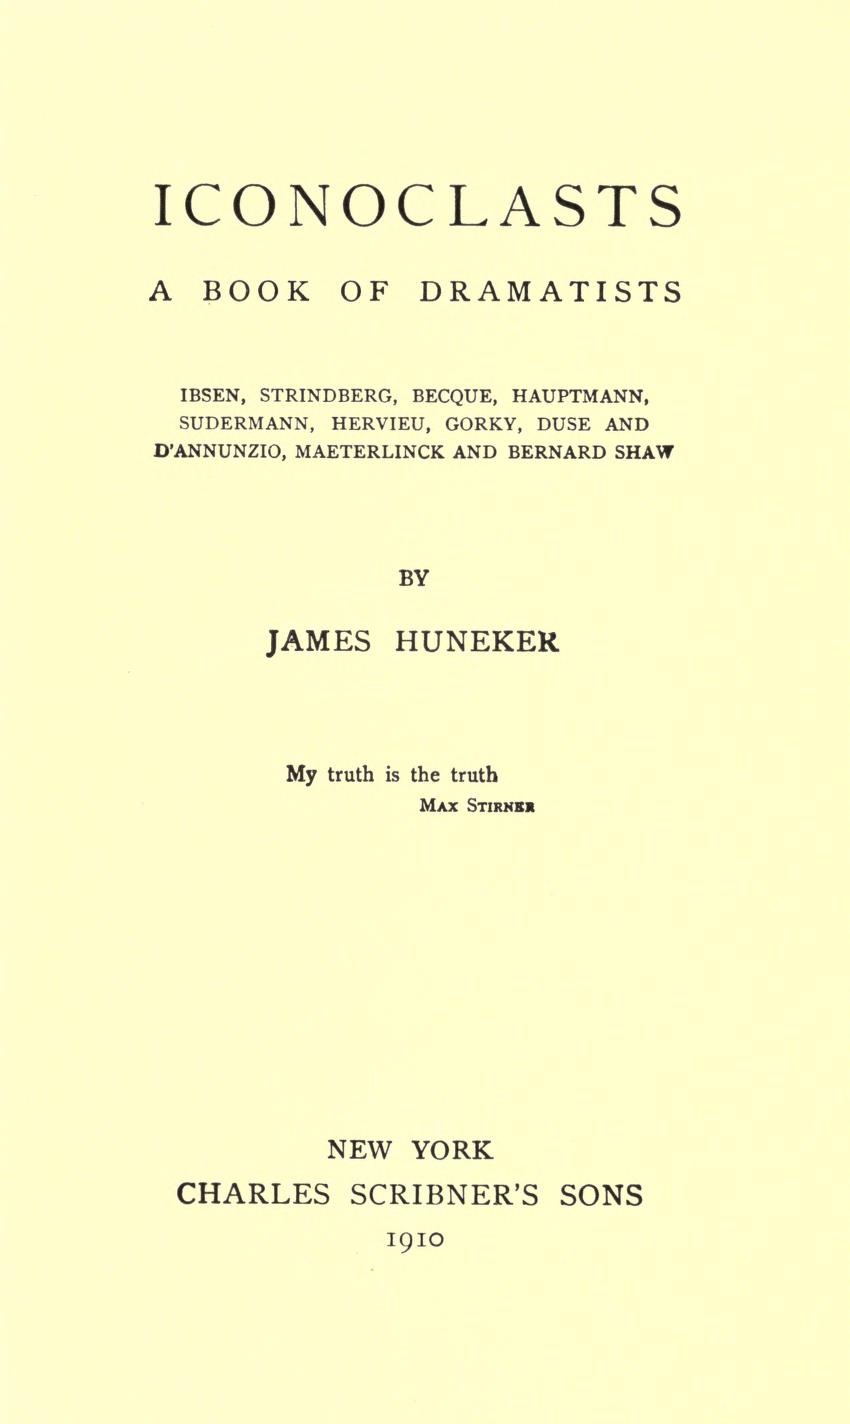 ICONOCLASTS
A BOOK OF DRAMATISTS
IBSEN, STRINDBERG, BECQUE, HAUPTMANN,
SUDERMANN, HERVIEU, GORKY, DUSE AND
D'ANNUNZIO, MAETERLINCK AND BERNARD SHAW
BY
JAMES HUNEKER
My truth is the truth
MAX STIRNER
NEW YORK
CHARLES SCRIBNER'S SONS
1910